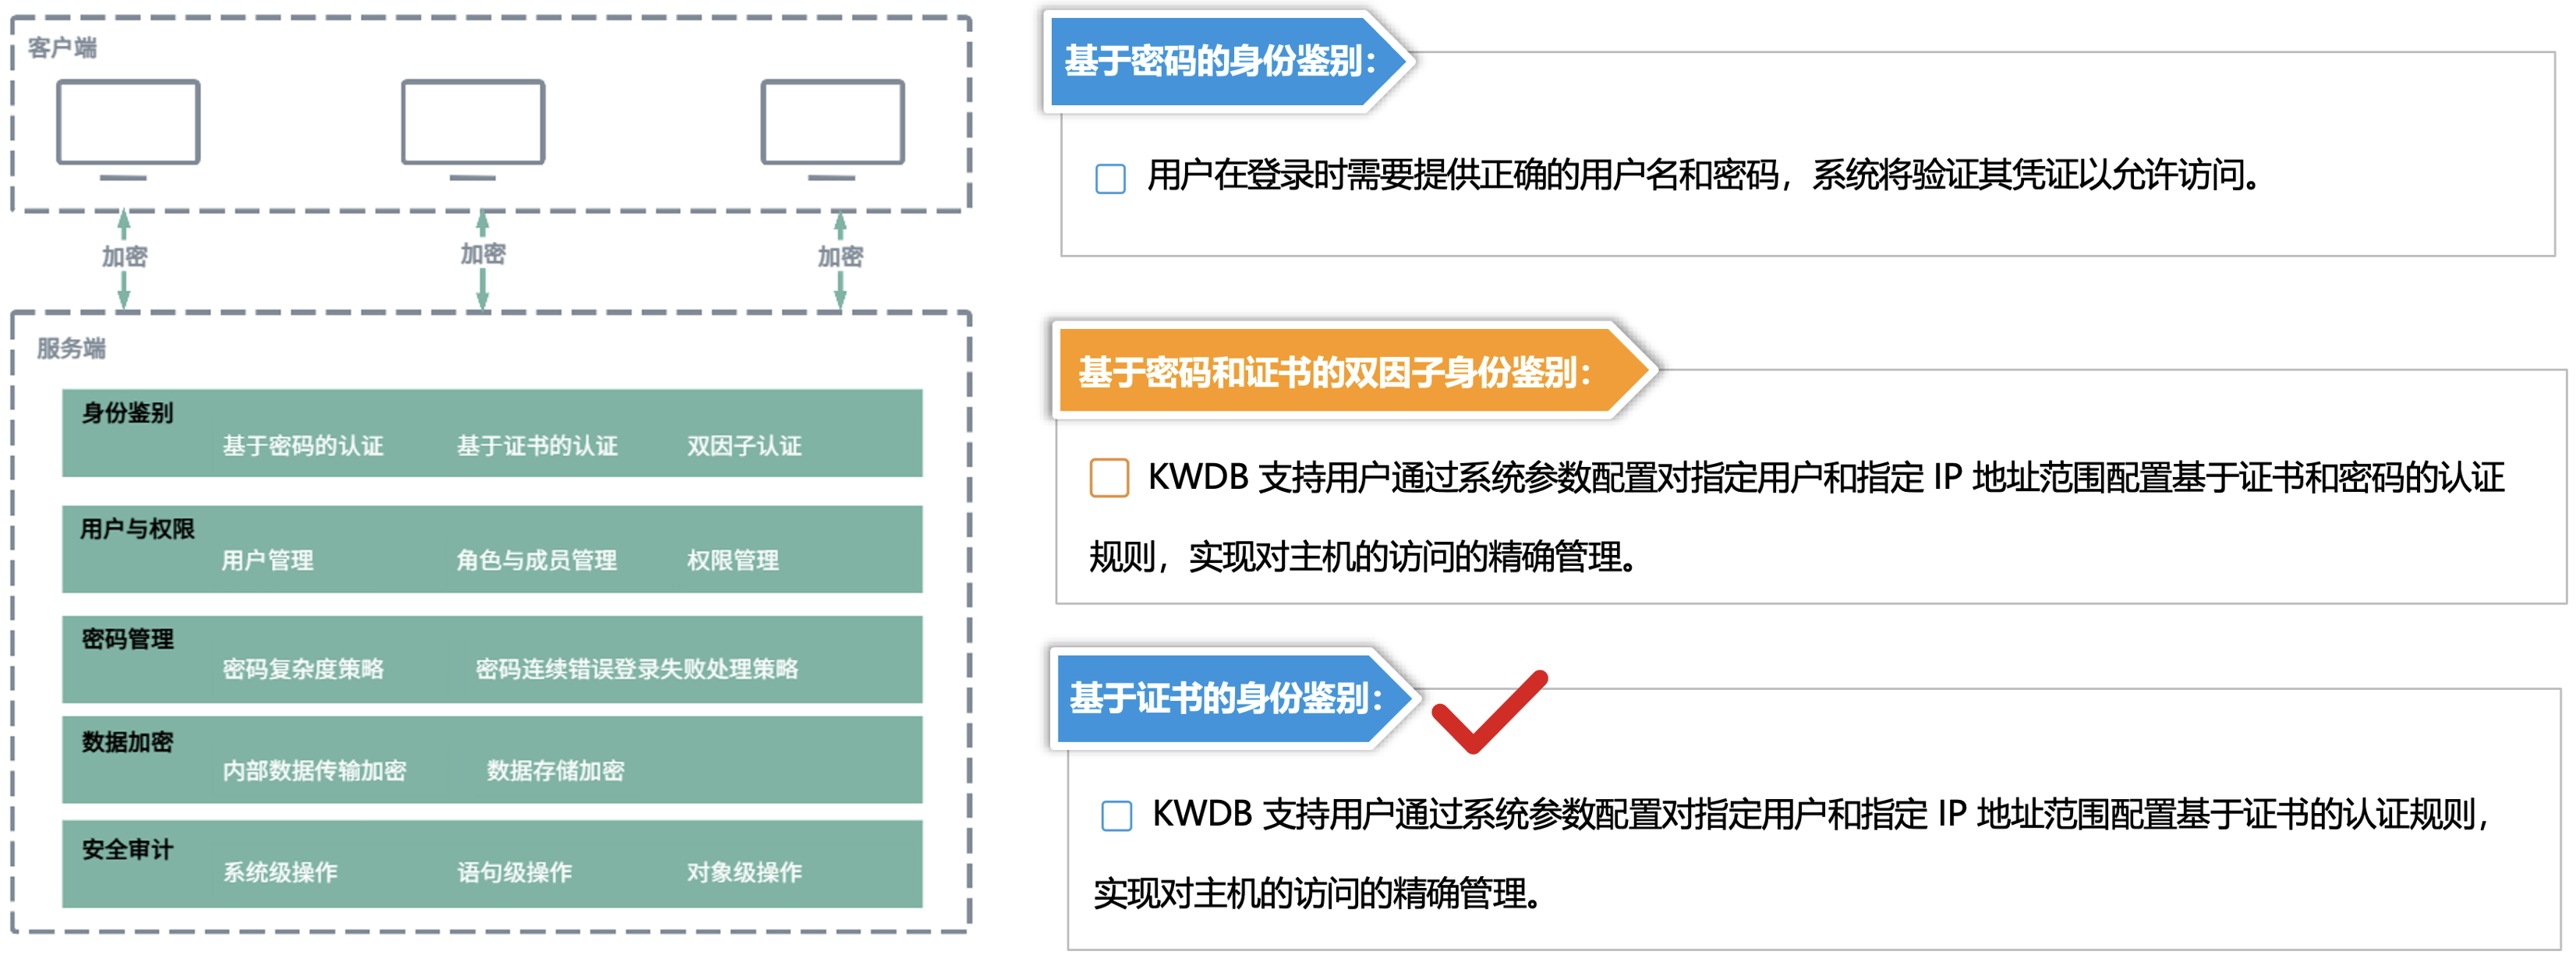 客户端
加密 加密 加密
服务端
身份鉴别
基于密码的认证 基于证书的认证 双因子认证
用户与权限
用户管理 角色与成员管理 权限管理
密码管理
密码复杂度策略 密码连续错误登录失败处理策略
数据加密
内部数据传输加密 数据存储加密
安全审计
系统级操作 语句级操作 对象级操作
基于密码的身份鉴别：
用户在登录时需要提供正确的用户名和密码，系统将验证其凭证以允许访问。
基于密码和证书的双因子身份鉴别：
KWDB 支持用户通过系统参数配置对指定用户和指定 IP 地址范围配置基于证书和密码的认证
规则，实现对主机的访问的精确管理。
基于证书的身份鉴别：
KWDB 支持用户通过系统参数配置对指定用户和指定 IP 地址范围配置基于证书的认证规则，
实现对主机的访问的精确管理。